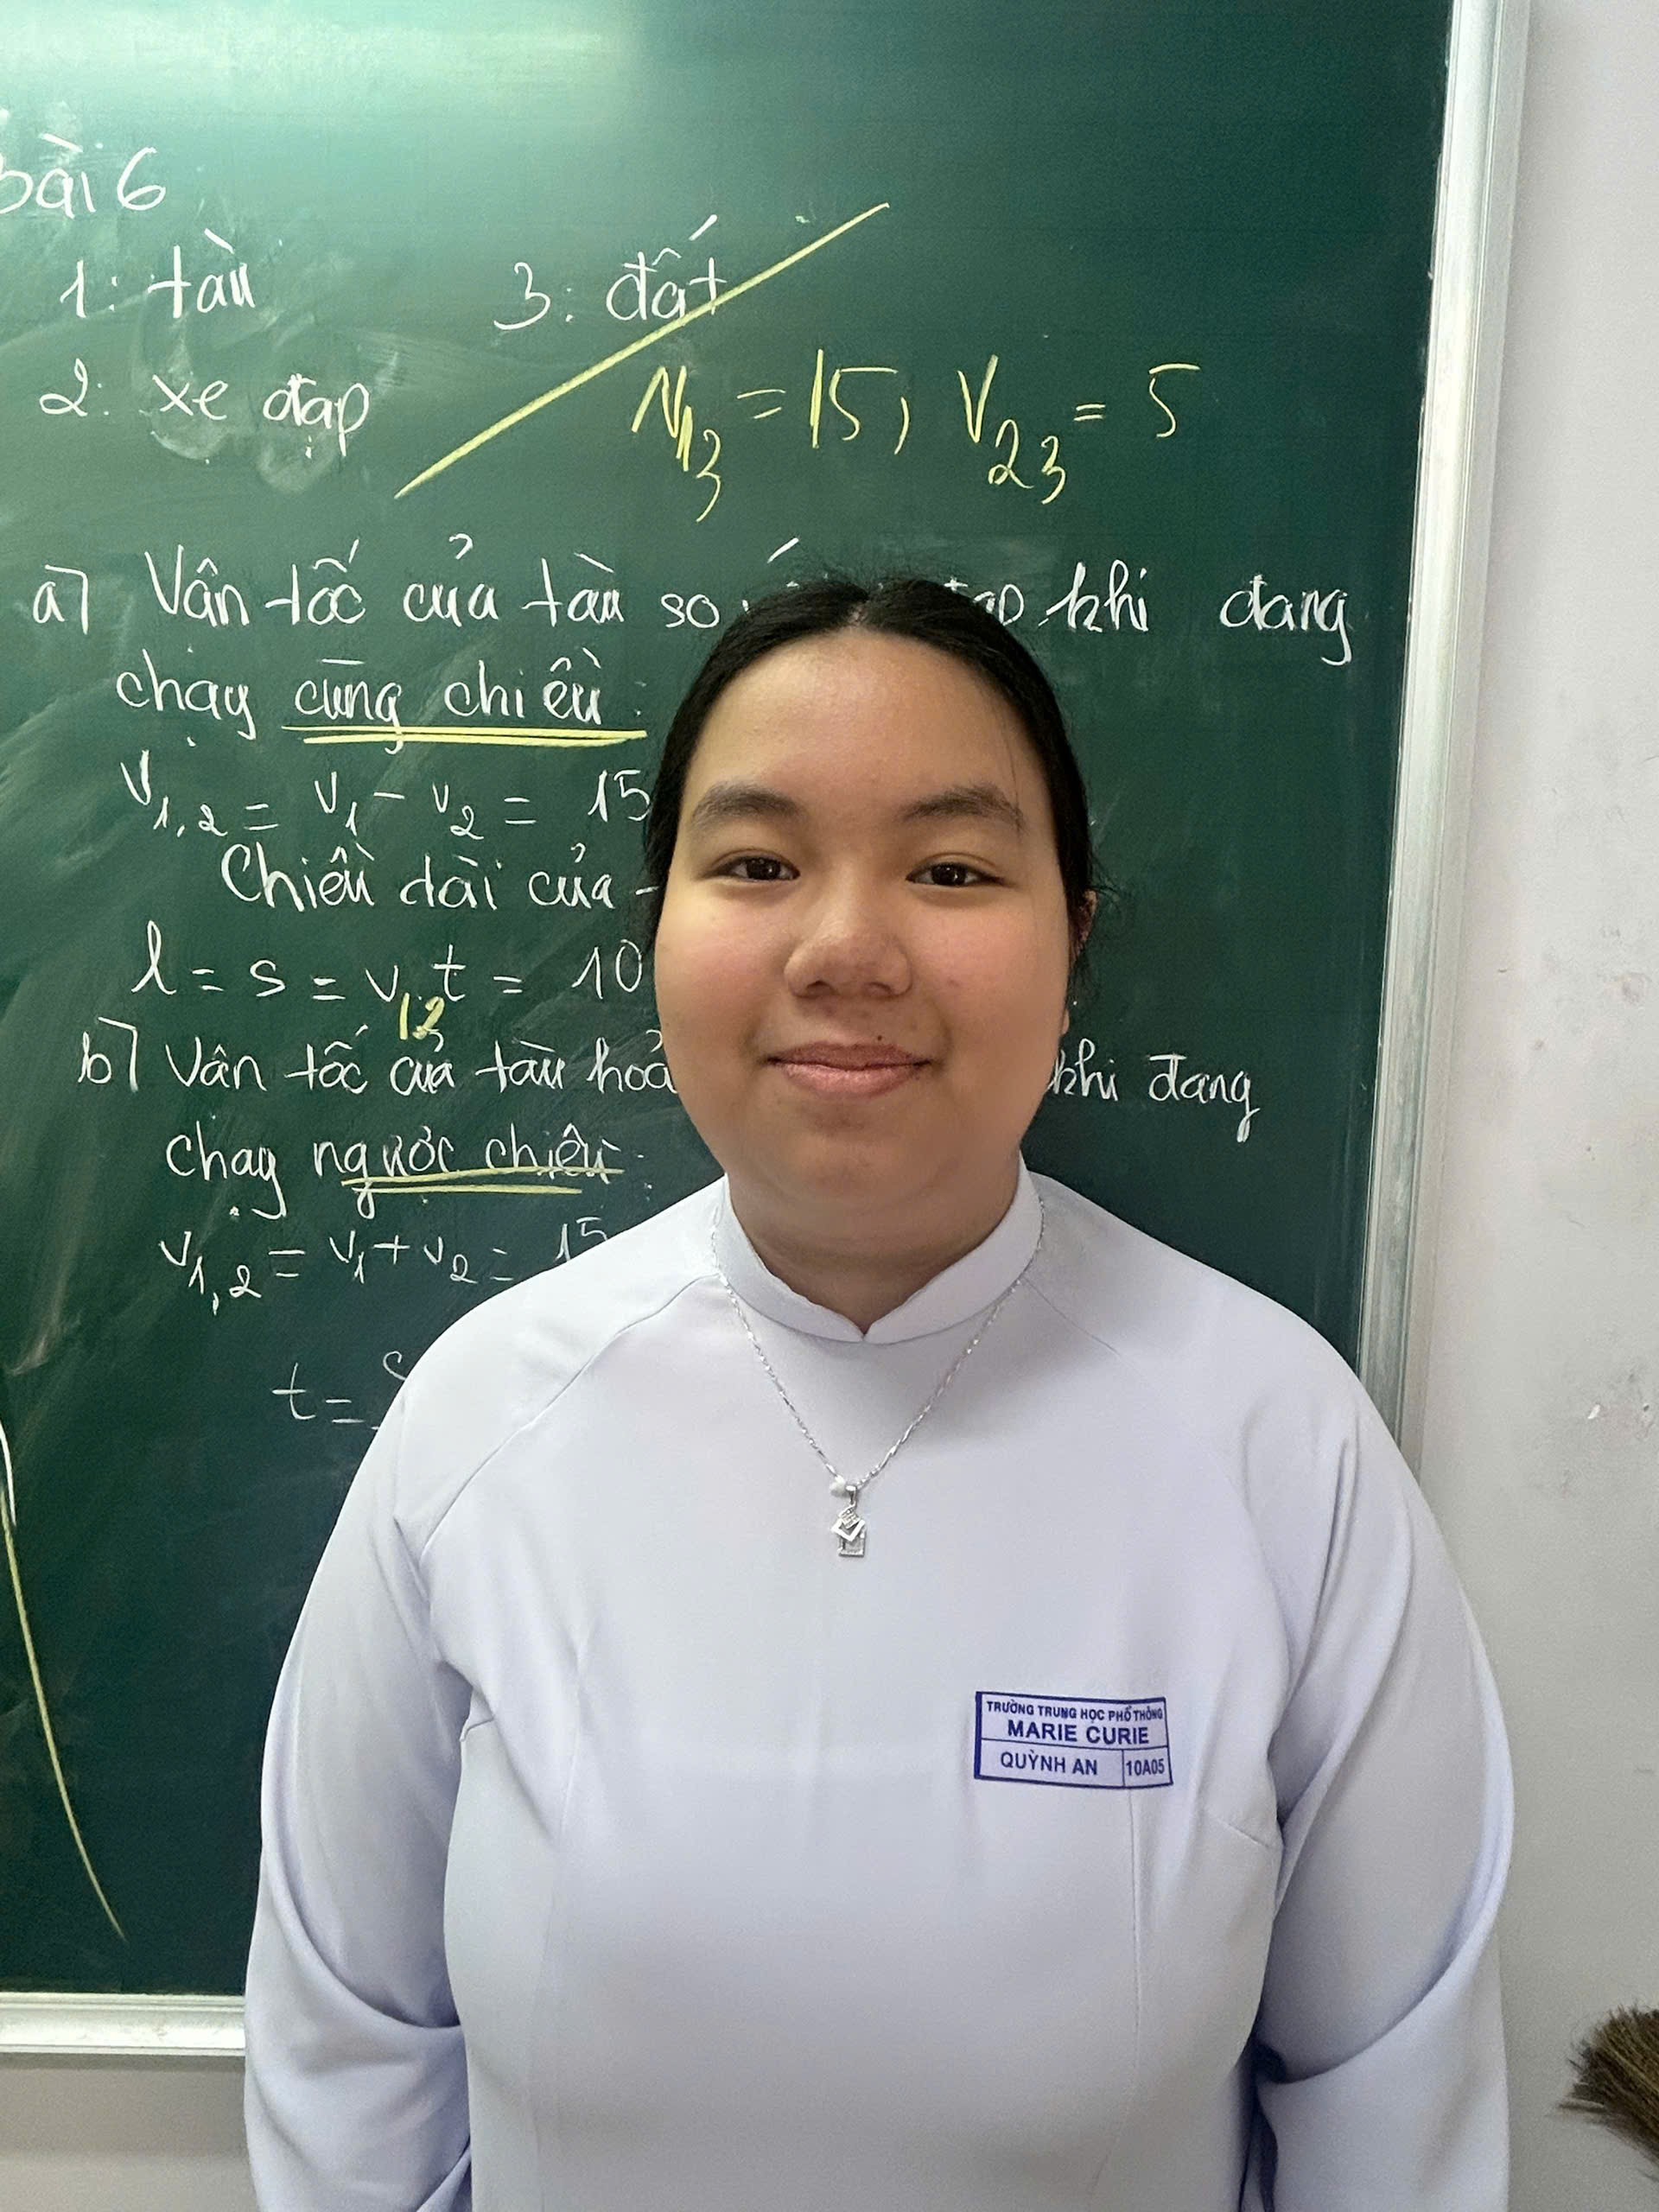 bài 6
1: tàu 3: đất
2: xe đạp
V13 = 15, V23 = 5
a) Vận tốc của tàu so khi đang
chạy cùng chiều:
v1,2 = v1 - v2 = 15
Chiều dài của
l = s = v12.t = 10
b) Vận tốc của tàu hoả khi đang
chạy ngược chiều:
v1,2 = v1 + v2 = 15
t =
TRƯỜNG TRUNG HỌC PHỔ THÔNG
MARIE CURIE
QUỲNH AN 10A05